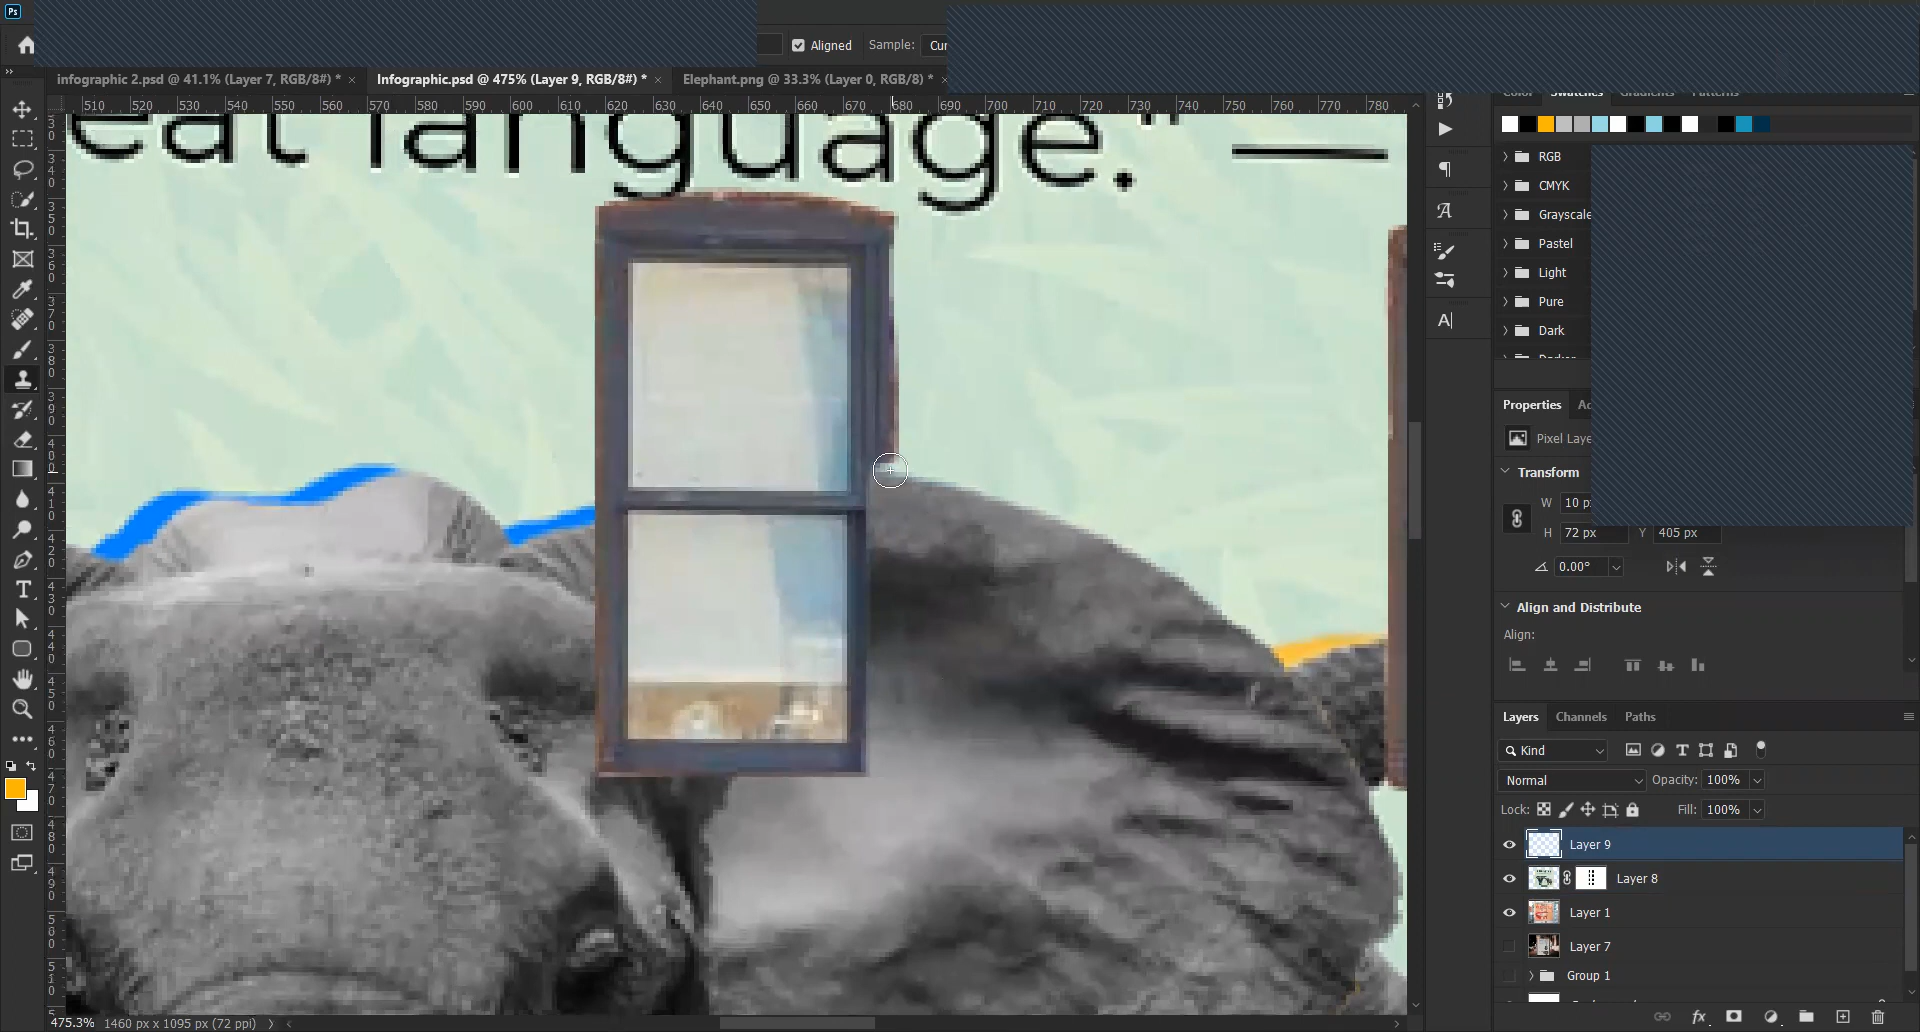 Ps
Aligned
Sample:
Cur
infographic 2.psd @ 41.1% (Layer 7, RGB/8#) * ×
Infographic.psd @ 475% (Layer 9, RGB/8#) * ×
Elephant.png @ 33.3% (Layer 0, RGB/8) *
510 520 530 540 550 560 570 580 590 600 610 620 630 640 650 660 670 680 690 700 710 720 730 740 750 760 770 780
eat language."
RGB
CMYK
Grayscale
Pastel
Light
Pure
Dark
Properties
Pixel Laye
Transform
W 10 p
H 72 px Y 405 px
0.00°
Align and Distribute
Align:
Layers Channels Paths
Kind
Normal Opacity: 100%
Lock: Fill: 100%
Layer 9
Layer 8
Layer 1
Layer 7
Group 1
fx
475.3% 1460 px x 1095 px (72 ppi)